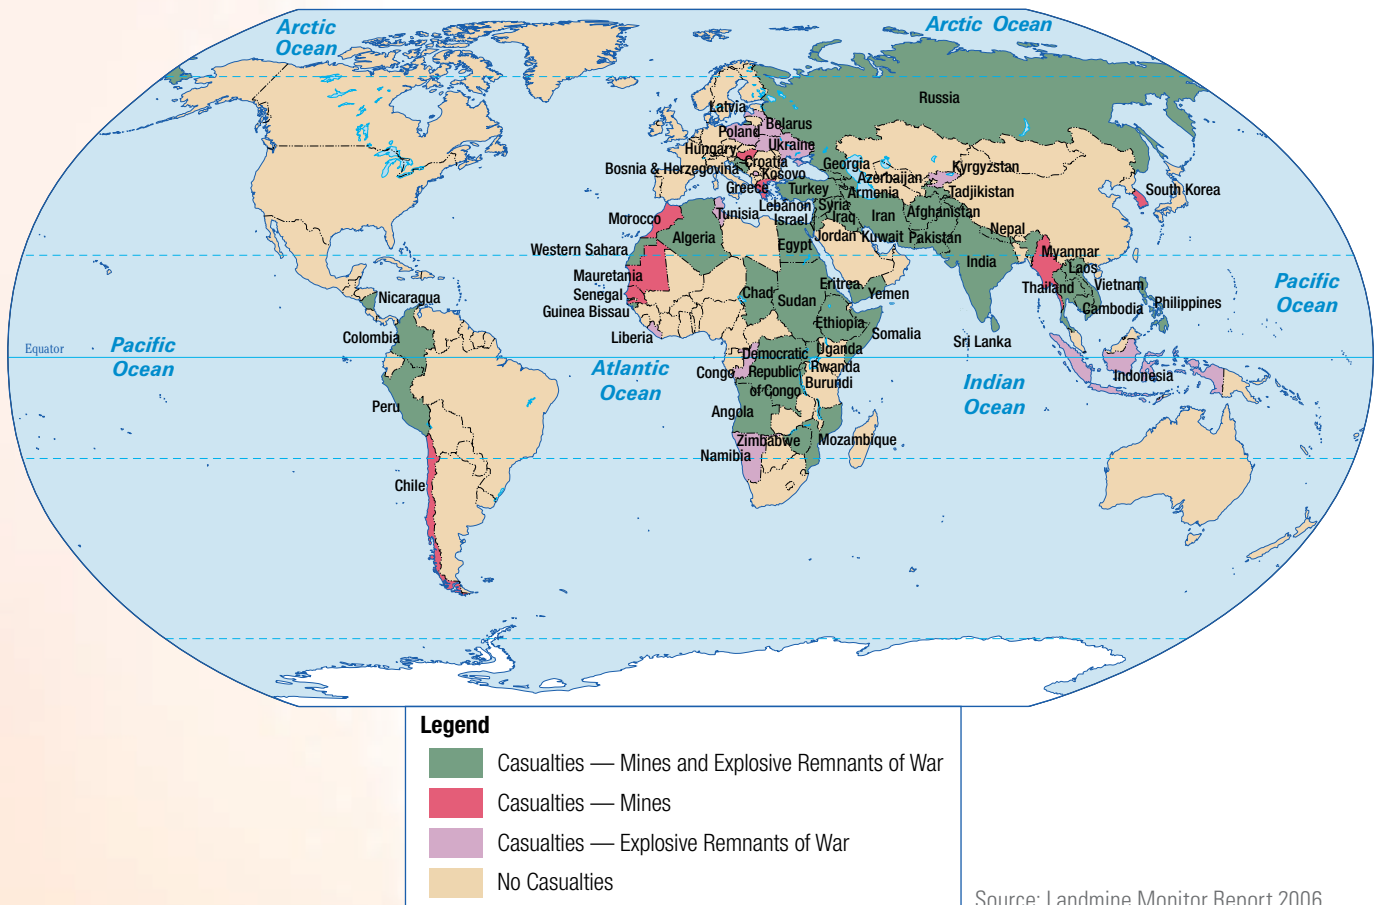 Arctic
Ocean
Arctic Ocean
Russia
Latvia
Belarus
Poland
Ukraine
Hungary
Croatia
Bosnia & Herzegovina
Kosovo
Georgia
Azerbaijan
Kyrgyzstan
Greece
Turkey
Armenia
Tadjikistan
South Korea
Lebanon
Syria
Israel
Iraq
Iran
Afghanistan
Morocco
Tunisia
Algeria
Egypt
Jordan
Kuwait
Pakistan
Nepal
Western Sahara
India
Myanmar
Laos
Mauretania
Senegal
Guinea Bissau
Liberia
Chad
Sudan
Eritrea
Yemen
Thailand
Vietnam
Cambodia
Philippines
Pacific
Ocean
Nicaragua
Colombia
Ethiopia
Somalia
Sri Lanka
Equator
Pacific
Ocean
Atlantic
Ocean
Congo
Democratic
Republic
of Congo
Uganda
Rwanda
Burundi
Indian
Ocean
Indonesia
Peru
Angola
Zimbabwe
Mozambique
Namibia
Chile
Legend
Casualties — Mines and Explosive Remnants of War
Casualties — Mines
Casualties — Explosive Remnants of War
No Casualties
Source: Landmine Monitor Report 2006